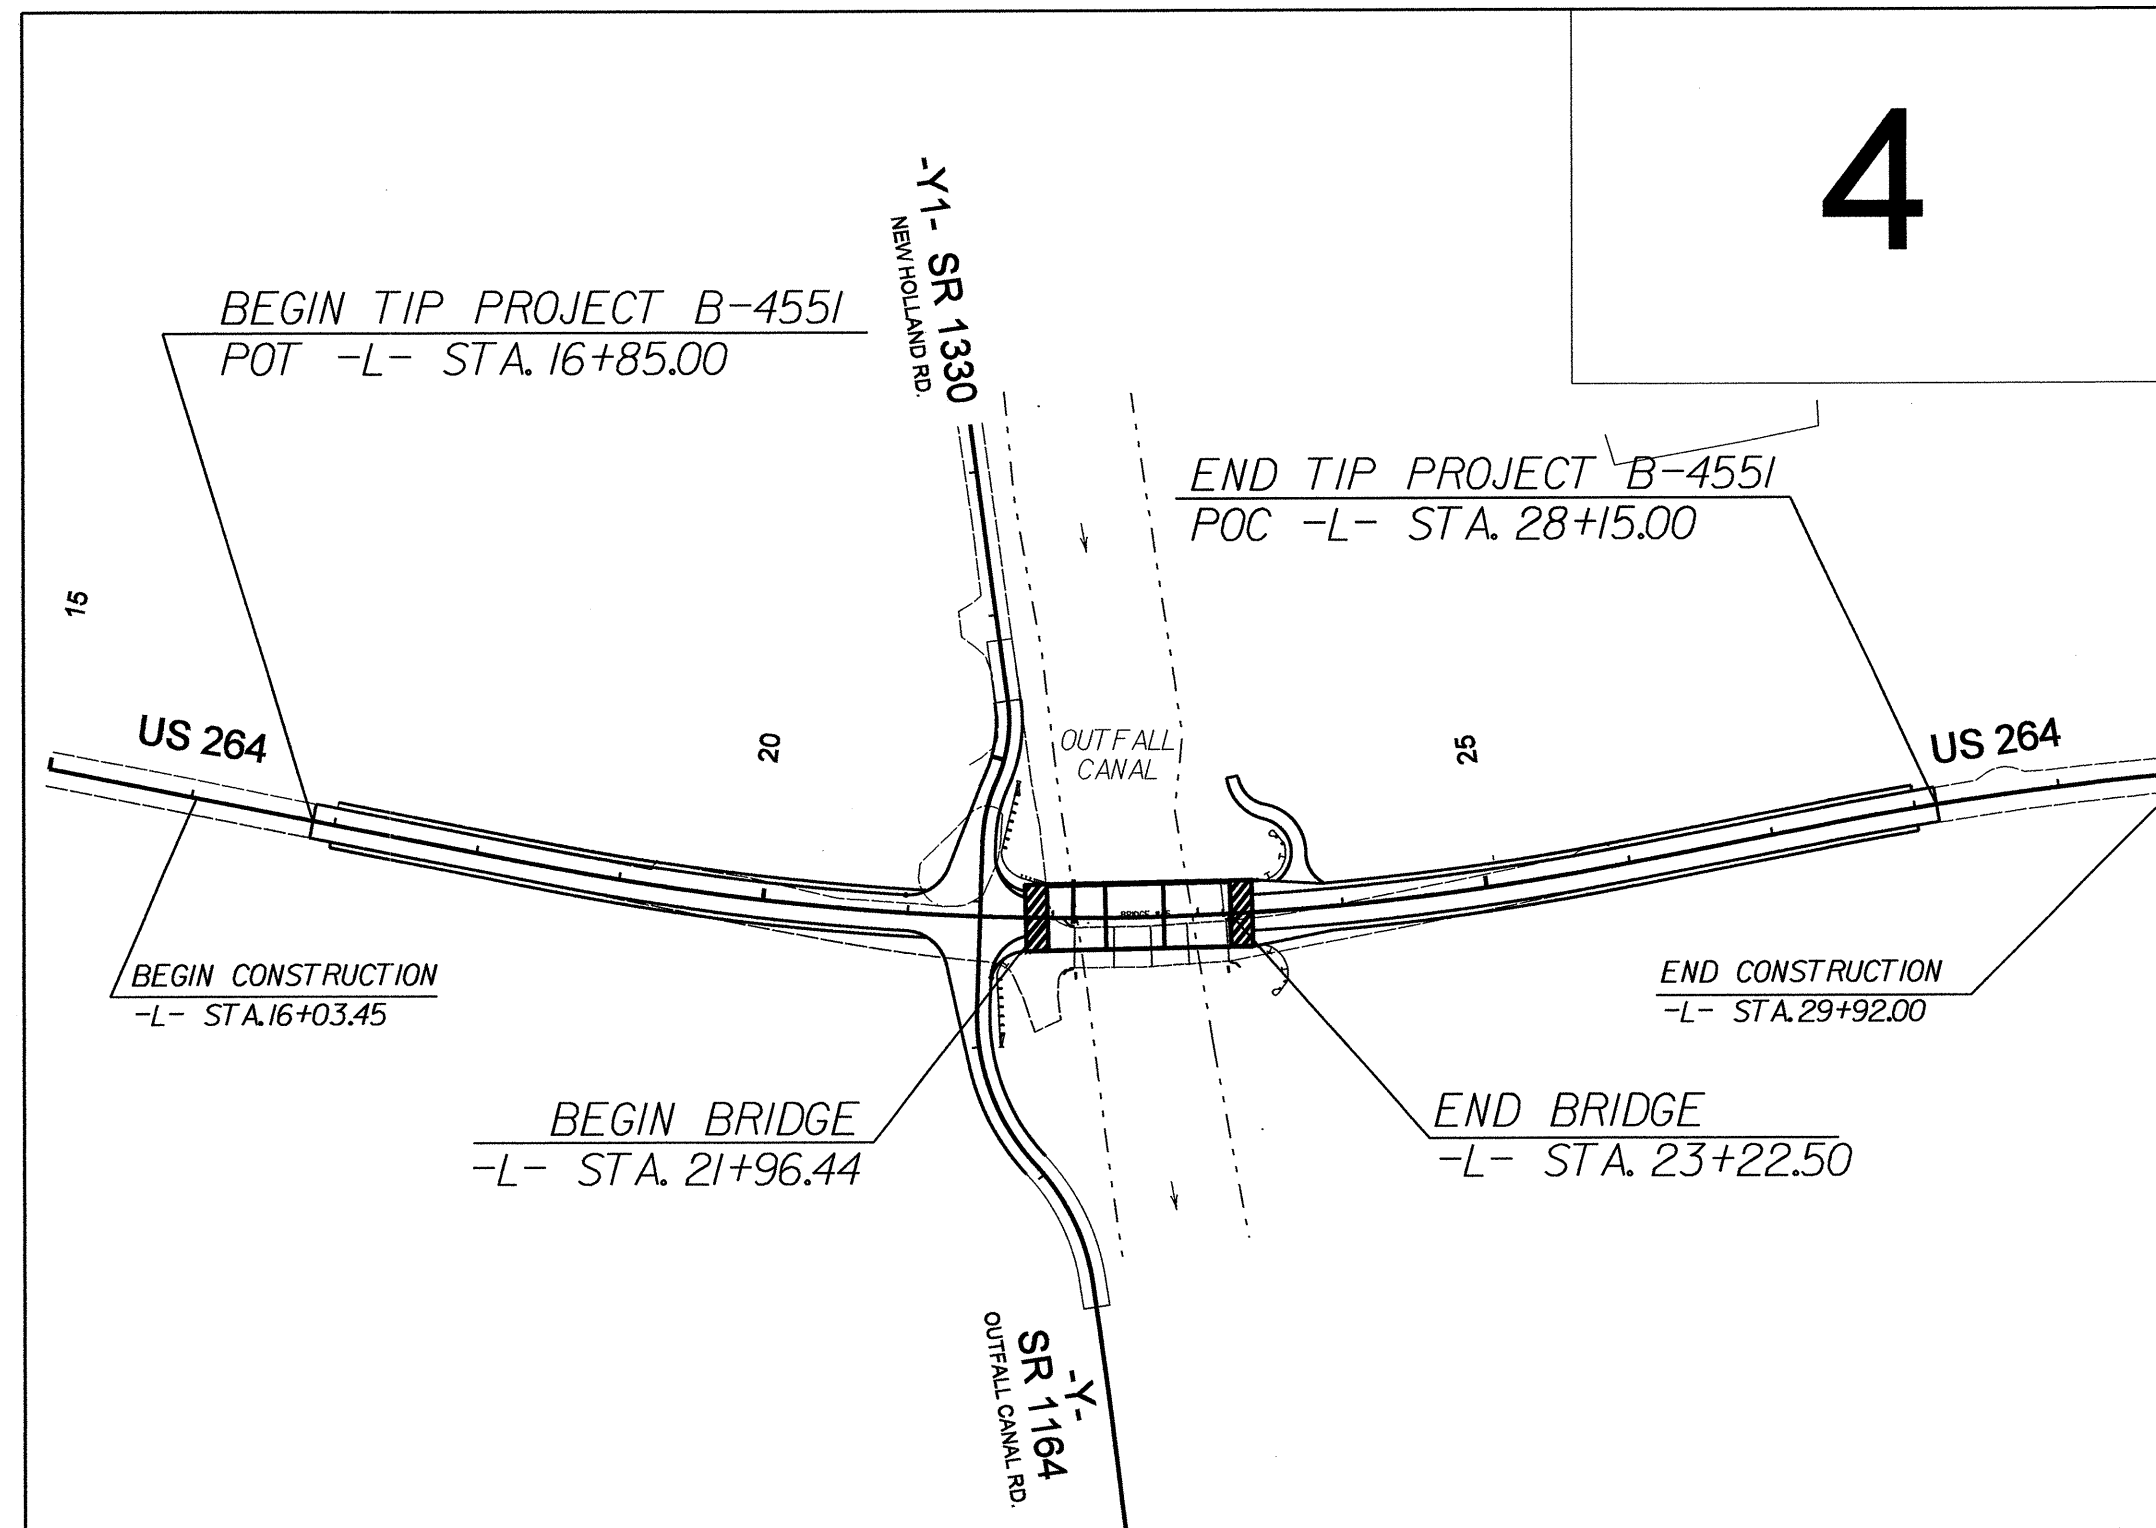 4
-Y1- SR 1330
NEW HOLLAND RD.
BEGIN TIP PROJECT B-4551
POT -L- STA. 16+85.00
END TIP PROJECT B-4551
POC -L- STA. 28+15.00
15
US 264
20
OUTFALL
CANAL
25
US 264
BRIDGE
BEGIN CONSTRUCTION
-L- STA.16+03.45
END CONSTRUCTION
-L- STA.29+92.00
BEGIN BRIDGE
-L- STA. 21+96.44
END BRIDGE
-L- STA. 23+22.50
-Y-
SR 1164
OUTFALL CANAL RD.